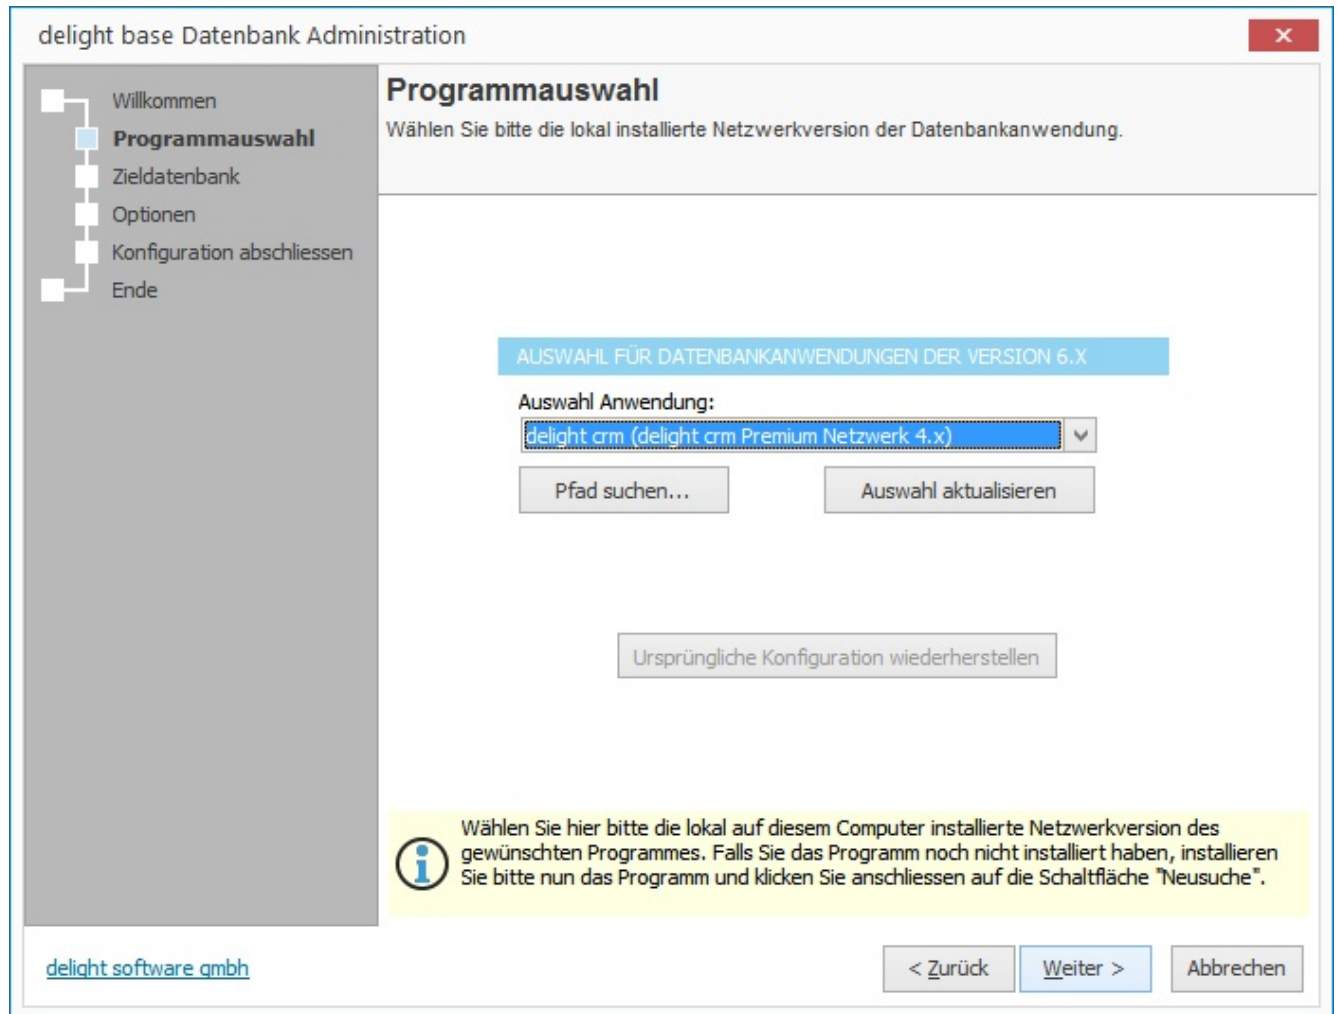 delight base Datenbank Administration
Willkommen
Programmauswahl
Zieldatenbank
Optionen
Konfiguration abschliessen
Ende
Programmauswahl
Wählen Sie bitte die lokal installierte Netzwerkversion der Datenbankanwendung.
AUSWAHL FÜR DATENBANKANWENDUNGEN DER VERSION 6.X
Auswahl Anwendung:
delight crm (delight crm Premium Netzwerk 4.x)
Pfad suchen...
Auswahl aktualisieren
Ursprüngliche Konfiguration wiederherstellen
Wählen Sie hier bitte die lokal auf diesem Computer installierte Netzwerkversion des
gewünschten Programmes. Falls Sie das Programm noch nicht installiert haben, installieren
Sie bitte nun das Programm und klicken Sie anschliessen auf die Schaltfläche "Neusuche".
delight software gmbh
< Zurück
Weiter >
Abbrechen